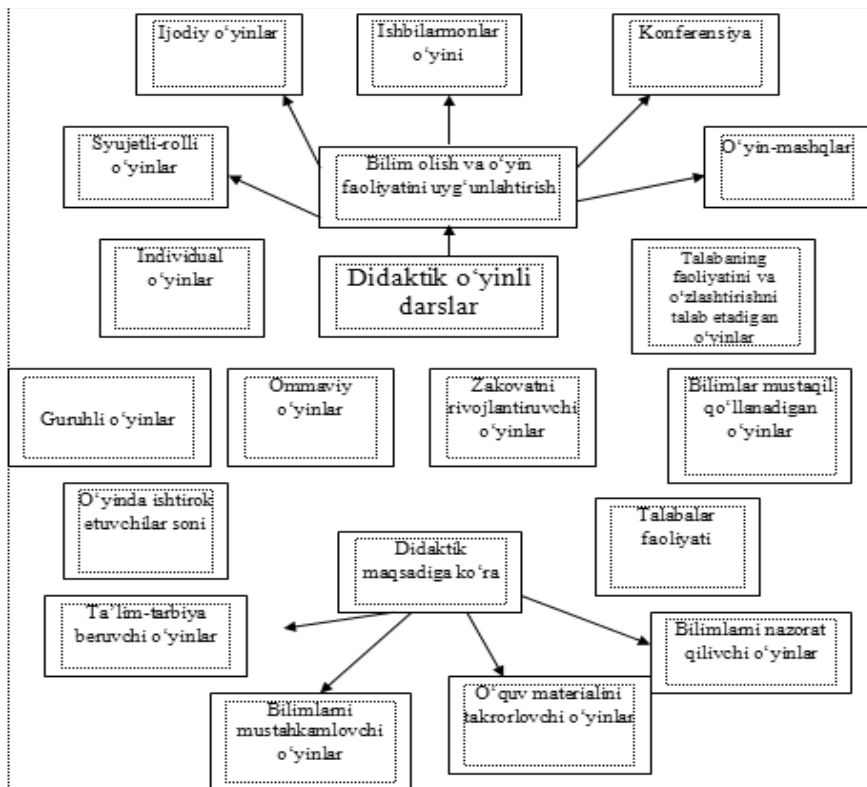 Ijodiy o‘yinlar
Ishbilarmonlar
o‘yini
Konferensiya
Syujetli-rolli
o‘yinlar
Bilim olish va o‘yin
faoliyatini uyg‘unlahtirish
O‘yin-mashqlar
Individual
o‘yinlar
Didaktik o‘yinli
darslar
Talabaning
faoliyatini va
o‘zlashtirishni
talab etadigan
o‘yinlar
Guruhli o‘yinlar
Ommaviy
o‘yinlar
Zakovatni
rivojlantiruvchi
o‘yinlar
Bilimlar mustaqil
qo‘llanadigan
o‘yinlar
O‘yinda ishtirok
etuvchilar soni
Didaktik
maqsadiga ko‘ra
Talabalar
faoliyati
Ta’lim-tarbiya
beruvchi o‘yinlar
Bilimlarni nazorat
qilivchi o‘yinlar
Bilimlarni
mustahkamlovchi
o‘yinlar
O‘quv materialini
takrorlovchi o‘yinlar